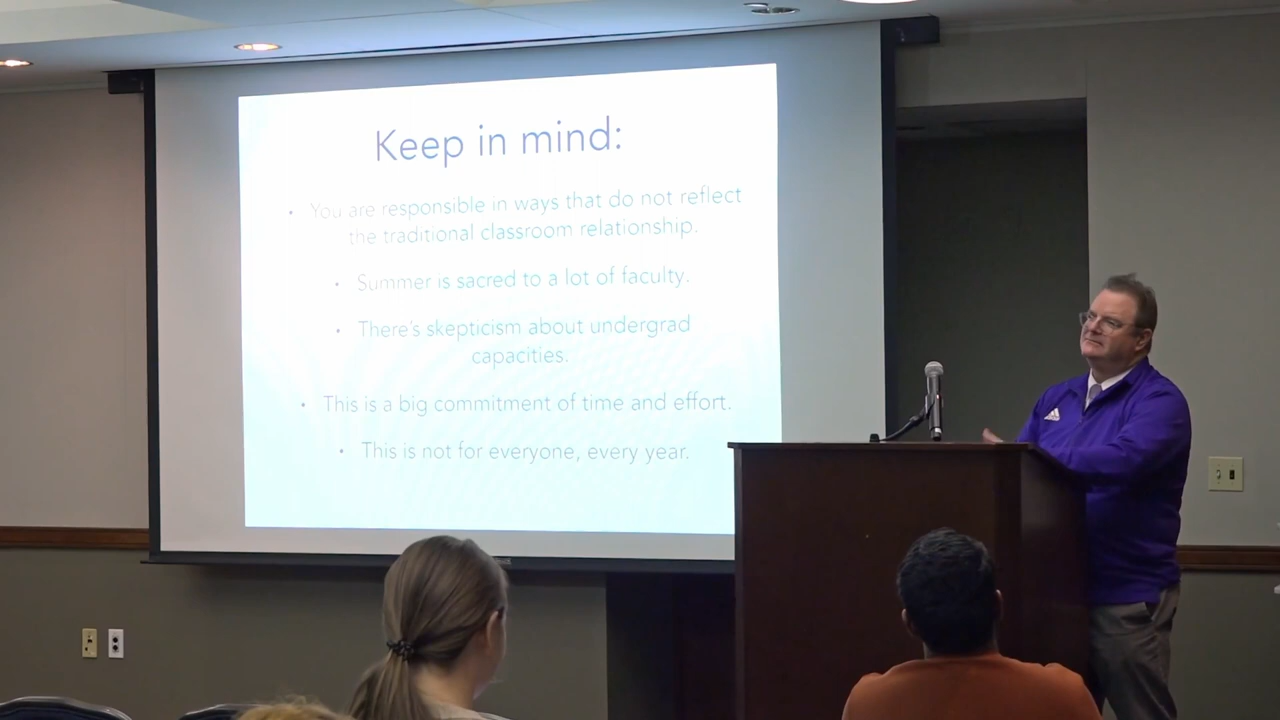 Keep in mind:
• You are responsible in ways that do not reflect
the traditional classroom relationship.
• Summer is sacred to a lot of faculty.
• There's skepticism about undergrad
capacities.
• This is a big commitment of time and effort.
• This is not for everyone, every year.